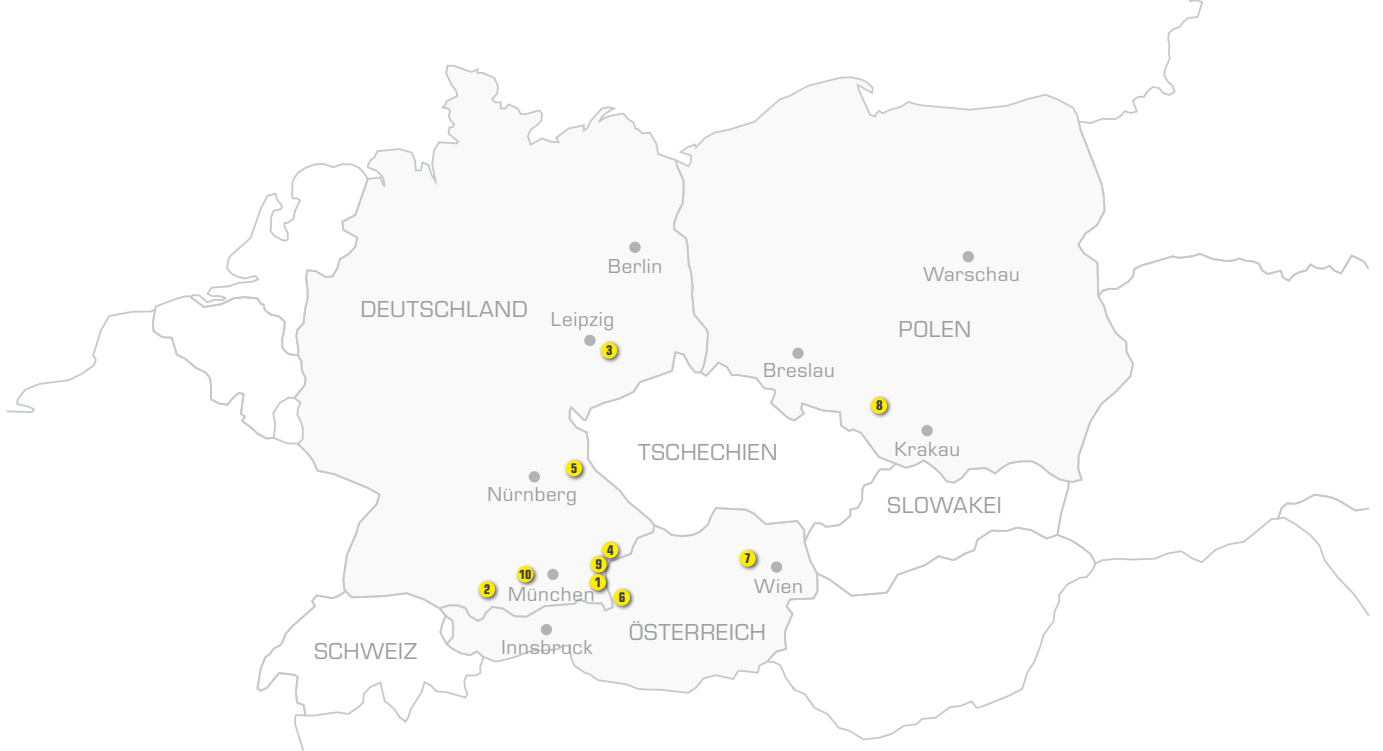 Berlin
Warschau
DEUTSCHLAND
Leipzig
POLEN
3
Breslau
8
Krakau
TSCHECHIEN
5
Nürnberg
SLOWAKEI
4
7
9
10
1
2
München
Wien
6
ÖSTERREICH
Innsbruck
SCHWEIZ